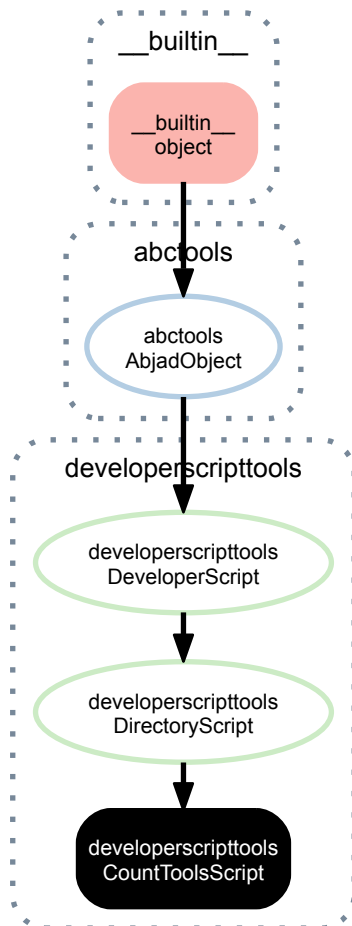 __builtin__
__builtin__
object
abctools
abctools
AbjadObject
developerscripttools
developerscripttools
DeveloperScript
developerscripttools
DirectoryScript
developerscripttools
CountToolsScript